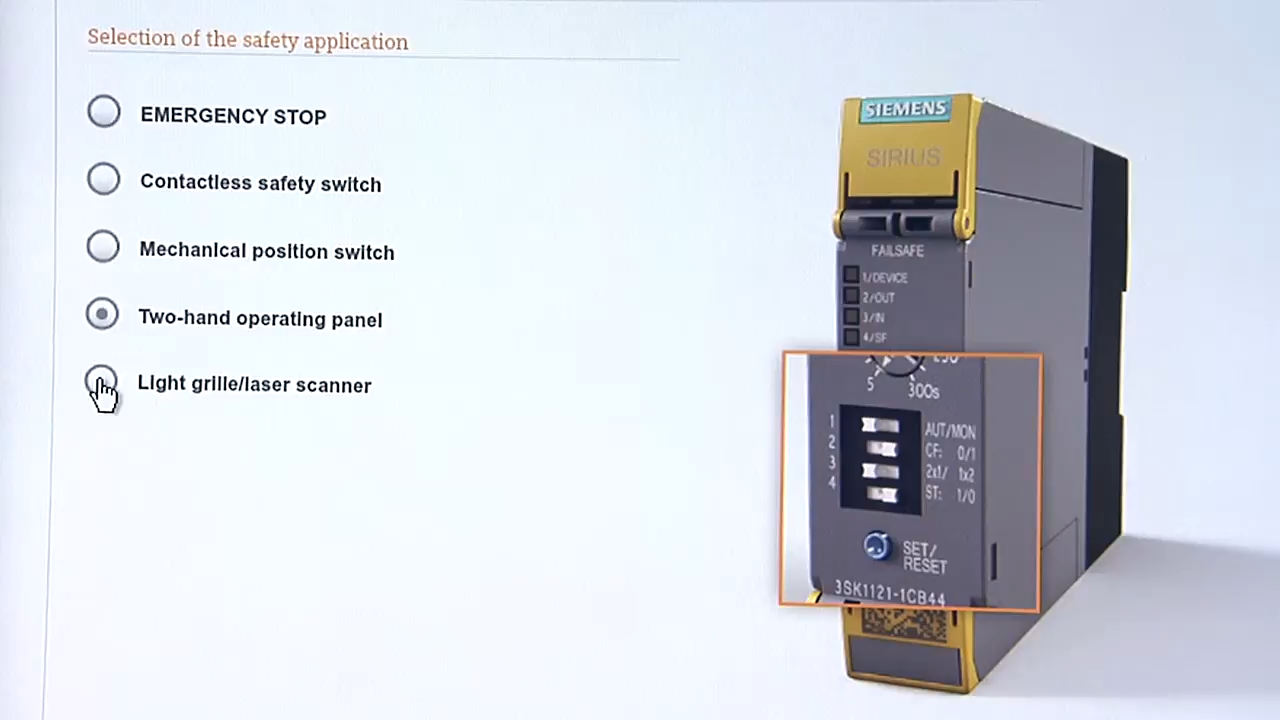 Selection of the safety application
EMERGENCY STOP
Contactless safety switch
Mechanical position switch
Two-hand operating panel
Light grille/laser scanner
SIEMENS
SIRIUS
FAILSAFE
1/DEVICE
2/OUT
3/IN
4/SF
5
300s
1
2
3
4
AUT/MON
CF: 0/1
2x1/ 1x2
ST: 1/0
SET/
RESET
3SK1121-1CB44